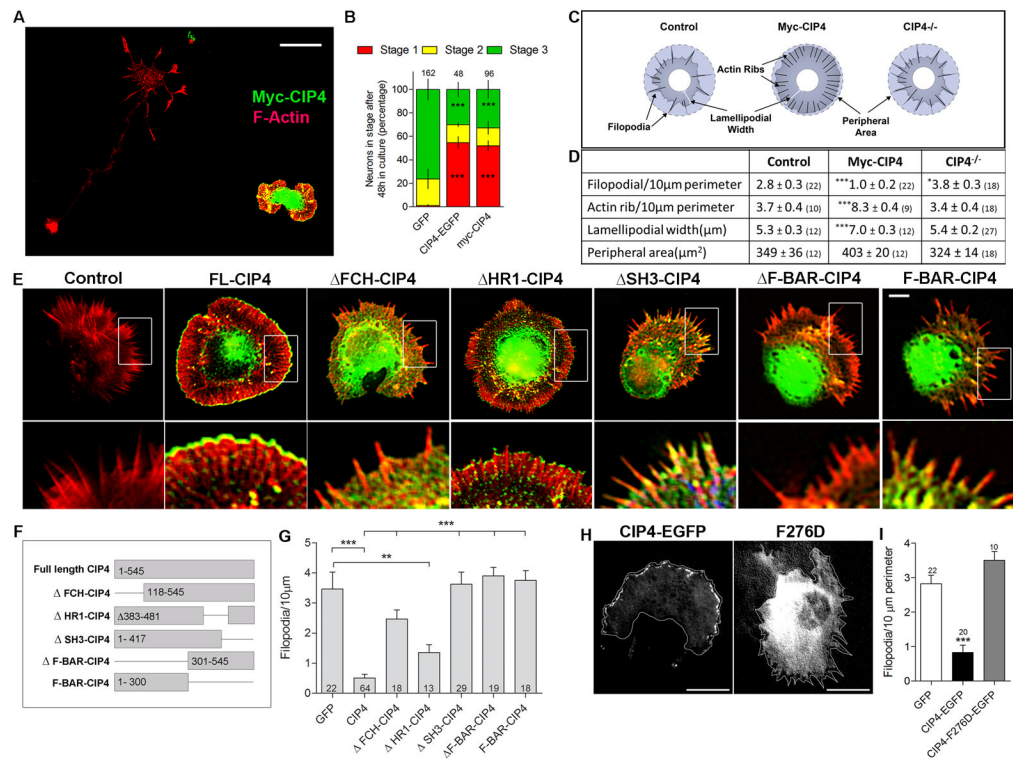 A
Myc-CIP4
F-Actin
B
Stage 1 Stage 2 Stage 3
162 48 96
100
80
60
40
20
0
Neurons in stage after
48h in culture (percentage)
*** ***
*** ***
GFP CIP4-EGFP myc-CIP4
C
Control Myc-CIP4 CIP4-/-
Actin Ribs
Filopodia
Lamellipodial
Width
Peripheral
Area
D
Control Myc-CIP4 CIP4-/-
Filopodial/10μm perimeter 2.8 ± 0.3 (22) ***1.0 ± 0.2 (22) *3.8 ± 0.3 (18)
Actin rib/10μm perimeter 3.7 ± 0.4 (10) ***8.3 ± 0.4 (9) 3.4 ± 0.4 (18)
Lamellipodial width(μm) 5.3 ± 0.3 (12) ***7.0 ± 0.3 (12) 5.4 ± 0.2 (27)
Peripheral area(μm²) 349 ± 36 (12) 403 ± 20 (12) 324 ± 14 (18)
E
Control FL-CIP4 ΔFCH-CIP4 ΔHR1-CIP4 ΔSH3-CIP4 ΔF-BAR-CIP4 F-BAR-CIP4
F
Full length CIP4 1-545
Δ FCH-CIP4 118-545
Δ HR1-CIP4 Δ383-481
Δ SH3-CIP4 1- 417
Δ F-BAR-CIP4 301-545
F-BAR-CIP4 1- 300
G
***
***
**
5
4
3
2
1
0
Filopodia/10μm
22 64 18 13 29 19 18
GFP CIP4 Δ FCH-CIP4 Δ HR1-CIP4 Δ SH3-CIP4 ΔF-BAR-CIP4 F-BAR-CIP4
H
CIP4-EGFP F276D
I
4
3
2
1
0
Filopodia/10 μm perimeter
22 20 10
***
GFP CIP4-EGFP CIP4-F276D-EGFP